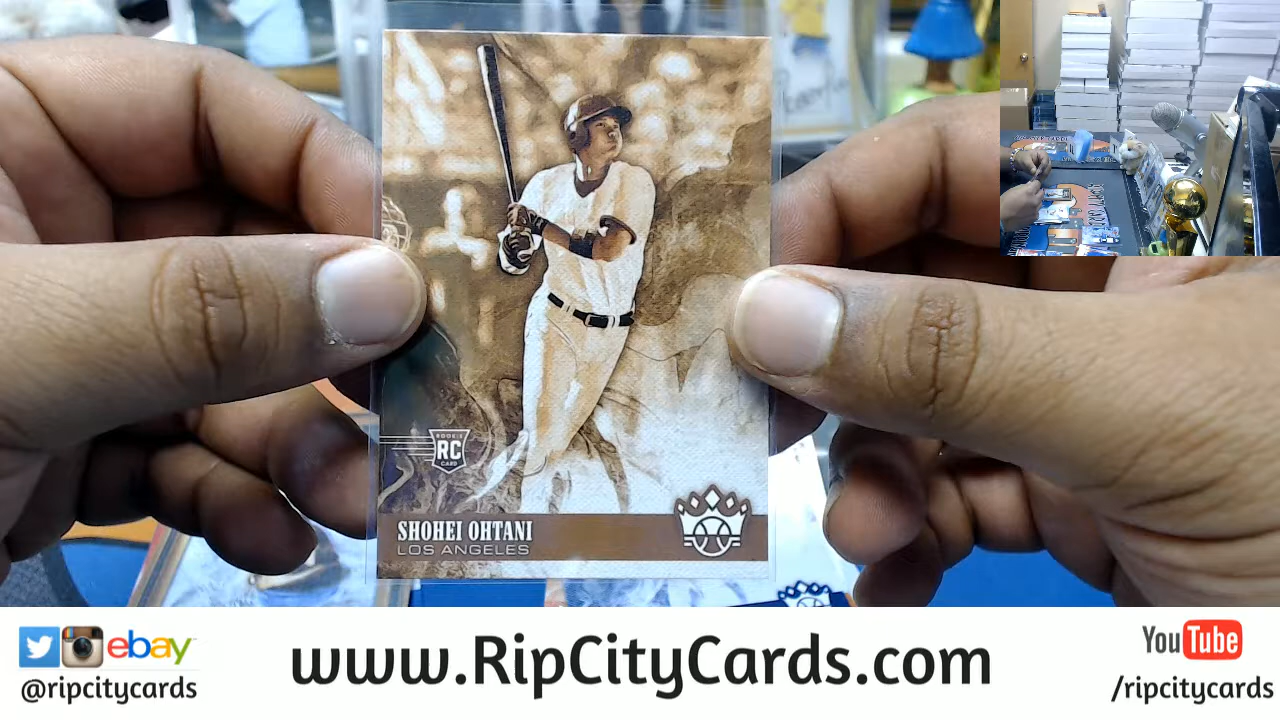 ROOKIE
RC
CARD
SHOHEI OHTANI
LOS ANGELES
ebay
@ripcitycards
www.RipCityCards.com
YouTube
/ripcitycards